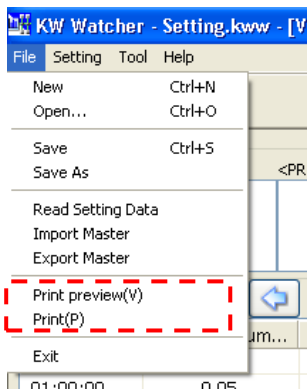 KW Watcher - Setting.kww - [V
File Setting Tool Help
New Ctrl+N
Open... Ctrl+O
Save Ctrl+S
Save As
<PR
Read Setting Data
Import Master
Export Master
Print preview(V)
Print(P)
um...
Exit
01:00:00 0.05